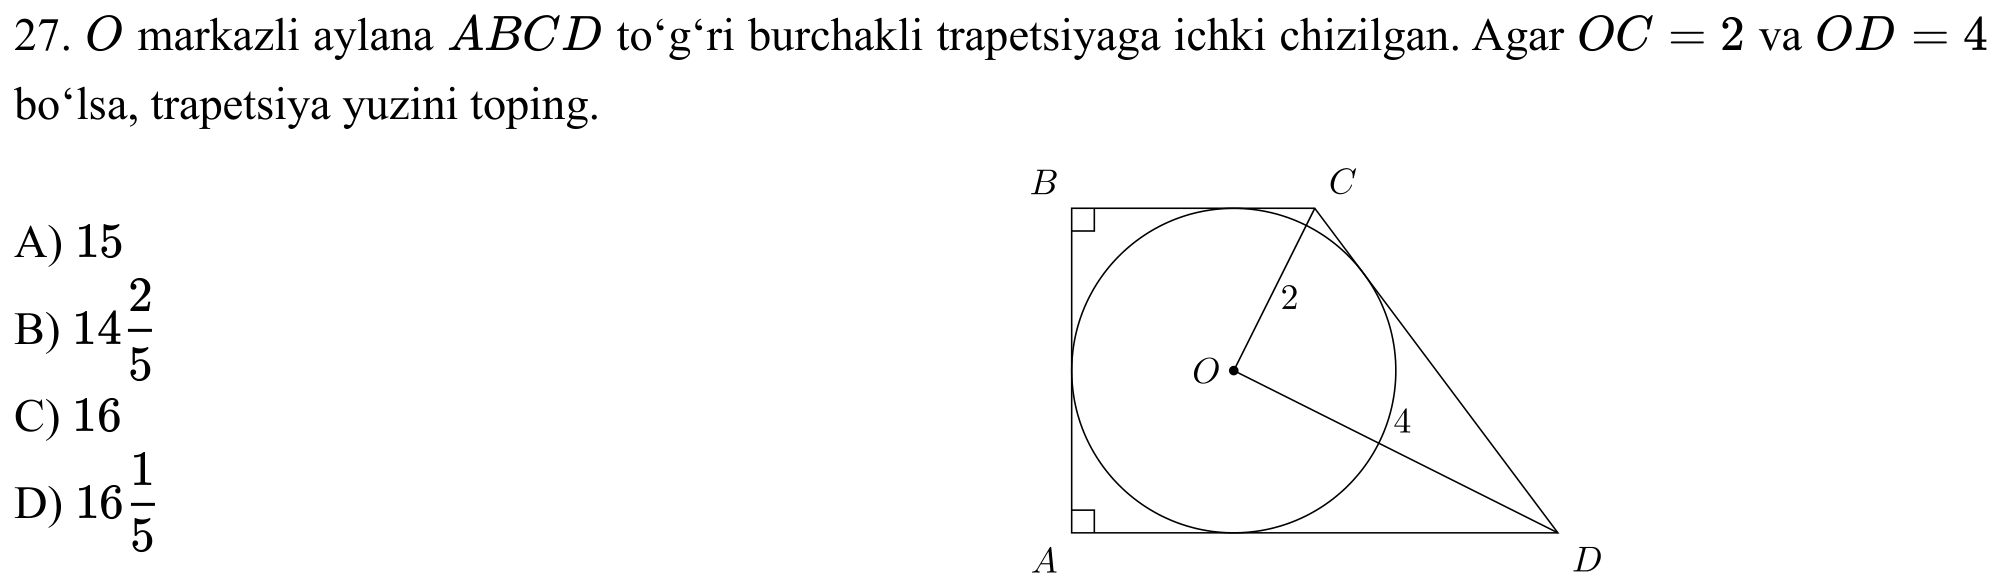 27. O markazli aylana ABCD to‘g‘ri burchakli trapetsiyaga ichki chizilgan. Agar OC = 2 va OD = 4
bo‘lsa, trapetsiya yuzini toping.
A) 15
B) 14 2/5
C) 16
D) 16 1/5
B
C
2
O
4
A
D